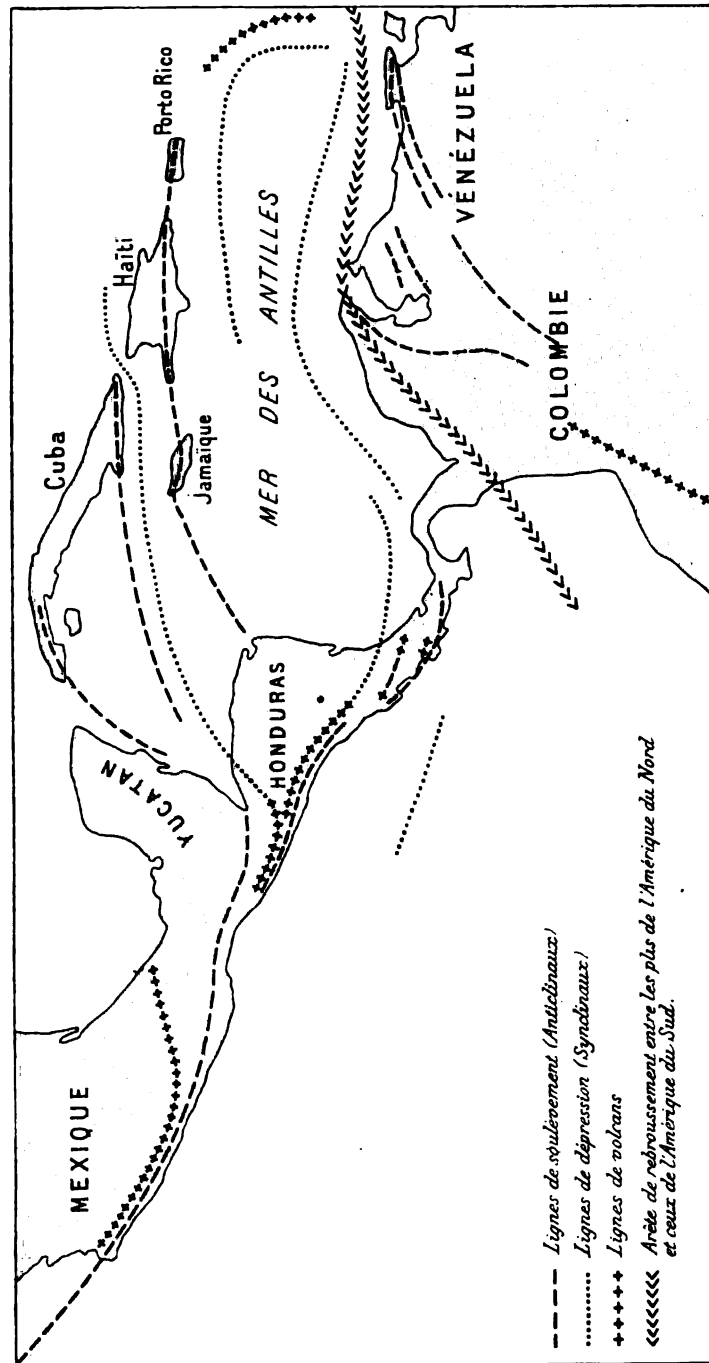 MEXIQUE
YUCATAN
Cuba
Haïti
Porto Rico
Jamaïque
HONDURAS
MER DES ANTILLES
COLOMBIE
VÉNÉZUELA
Lignes de soulèvement (Anticlinaux)
Lignes de dépression (Synclinaux)
Lignes de volcans
Arête de rebroussement entre les plis de l'Amérique du Nord
et ceux de l'Amérique du Sud.